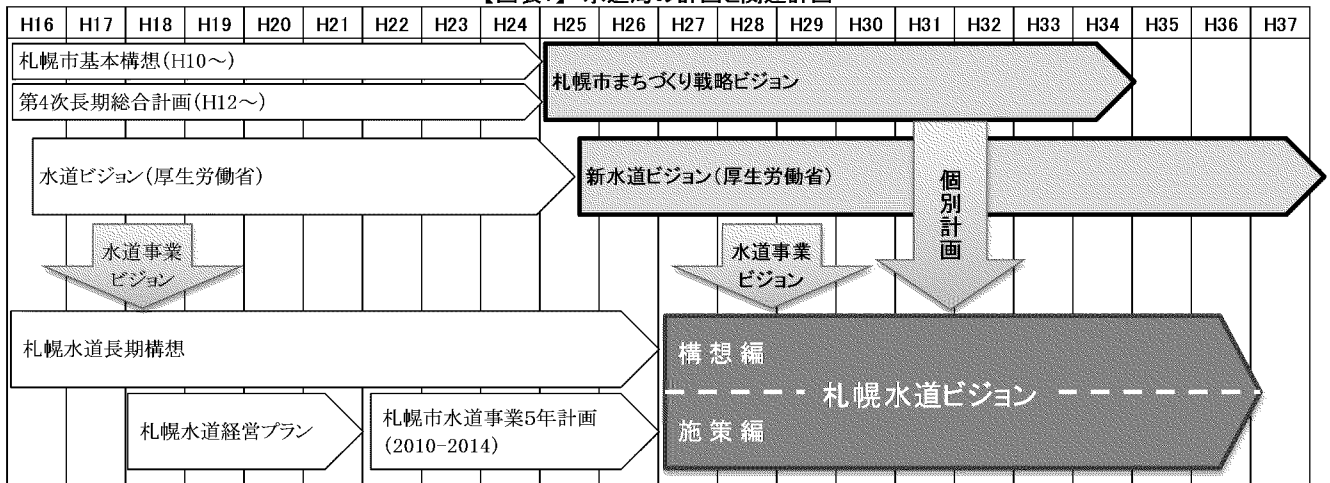 H16 H17 H18 H19 H20 H21 H22 H23 H24 H25 H26 H27 H28 H29 H30 H31 H32 H33 H34 H35 H36 H37
札幌市基本構想(H10～)
第4次長期総合計画(H12～)
札幌市まちづくり戦略ビジョン
水道ビジョン(厚生労働省)
新水道ビジョン(厚生労働省)
個別計画
水道事業
ビジョン
水道事業
ビジョン
札幌水道長期構想
構想編
札幌水道ビジョン
施策編
札幌水道経営プラン
札幌市水道事業5年計画
(2010-2014)